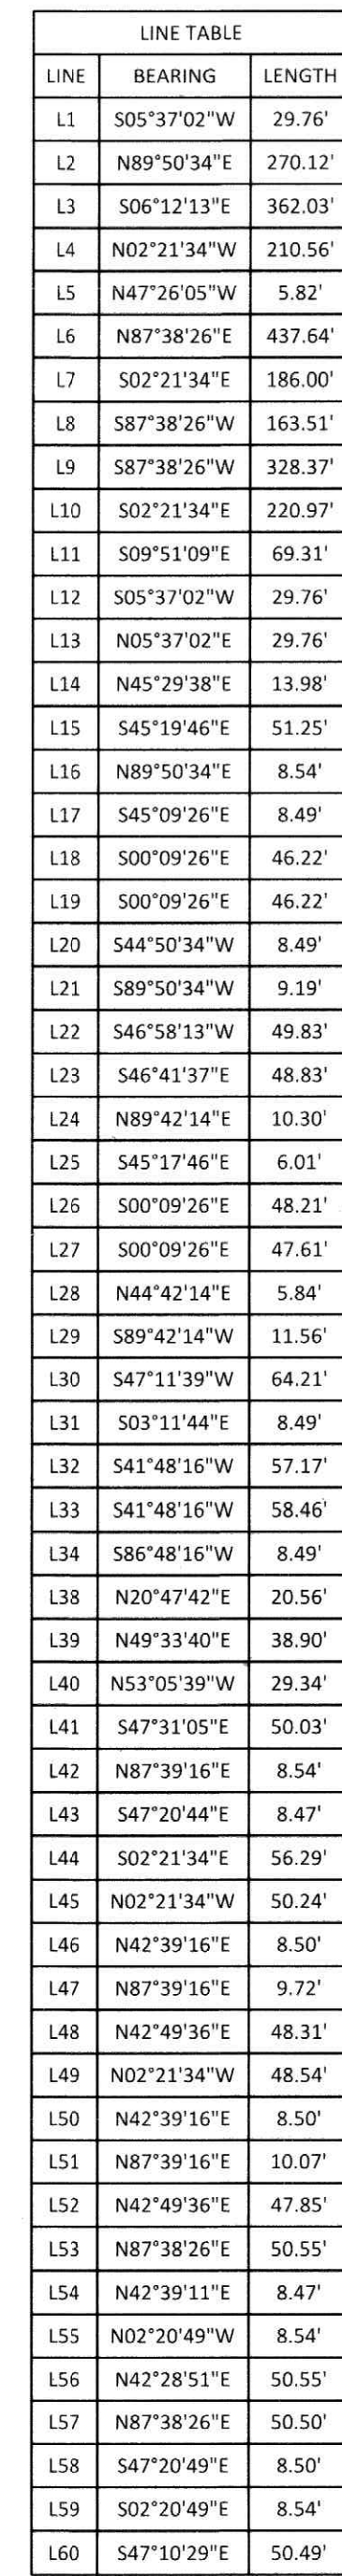 LINE TABLE
LINE BEARING LENGTH
L1 S05°37'02"W 29.76'
L2 N89°50'34"E 270.12'
L3 S06°12'13"E 362.03'
L4 N02°21'34"W 210.56'
L5 N47°26'05"W 5.82'
L6 N87°38'26"E 437.64'
L7 S02°21'34"E 186.00'
L8 S87°38'26"W 163.51'
L9 S87°38'26"W 328.37'
L10 S02°21'34"E 220.97'
L11 S09°51'09"E 69.31'
L12 S05°37'02"W 29.76'
L13 N05°37'02"E 29.76'
L14 N45°29'38"E 13.98'
L15 S45°19'46"E 51.25'
L16 N89°50'34"E 8.54'
L17 S45°09'26"E 8.49'
L18 S00°09'26"E 46.22'
L19 S00°09'26"E 46.22'
L20 S44°50'34"W 8.49'
L21 S89°50'34"W 9.19'
L22 S46°58'13"W 49.83'
L23 S46°41'37"E 48.83'
L24 N89°42'14"E 10.30'
L25 S45°17'46"E 6.01'
L26 S00°09'26"E 48.21'
L27 S00°09'26"E 47.61'
L28 N44°42'14"E 5.84'
L29 S89°42'14"W 11.56'
L30 S47°11'39"W 64.21'
L31 S03°11'44"E 8.49'
L32 S41°48'16"W 57.17'
L33 S41°48'16"W 58.46'
L34 S86°48'16"W 8.49'
L38 N20°47'42"E 20.56'
L39 N49°33'40"E 38.90'
L40 N53°05'39"W 29.34'
L41 S47°31'05"E 50.03'
L42 N87°39'16"E 8.54'
L43 S47°20'44"E 8.47'
L44 S02°21'34"E 56.29'
L45 N02°21'34"W 50.24'
L46 N42°39'16"E 8.50'
L47 N87°39'16"E 9.72'
L48 N42°49'36"E 48.31'
L49 N02°21'34"W 48.54'
L50 N42°39'16"E 8.50'
L51 N87°39'16"E 10.07'
L52 N42°49'36"E 47.85'
L53 N87°38'26"E 50.55'
L54 N42°39'11"E 8.47'
L55 N02°20'49"W 8.54'
L56 N42°28'51"E 50.55'
L57 N87°38'26"E 50.50'
L58 S47°20'49"E 8.50'
L59 S02°20'49"E 8.54'
L60 S47°10'29"E 50.49'